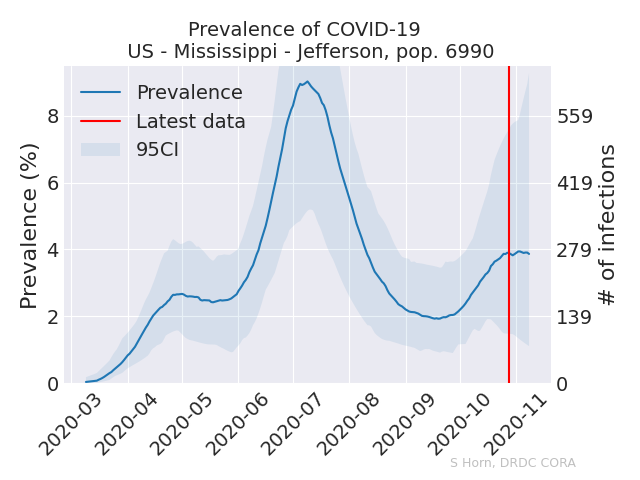 Prevalence of COVID-19
US - Mississippi - Jefferson, pop. 6990
Prevalence
Latest data
95CI
Prevalence (%)
8
6
4
2
0
# of infections
559
419
279
139
0
2020-03
2020-04
2020-05
2020-06
2020-07
2020-08
2020-09
2020-10
2020-11
S Horn, DRDC CORA